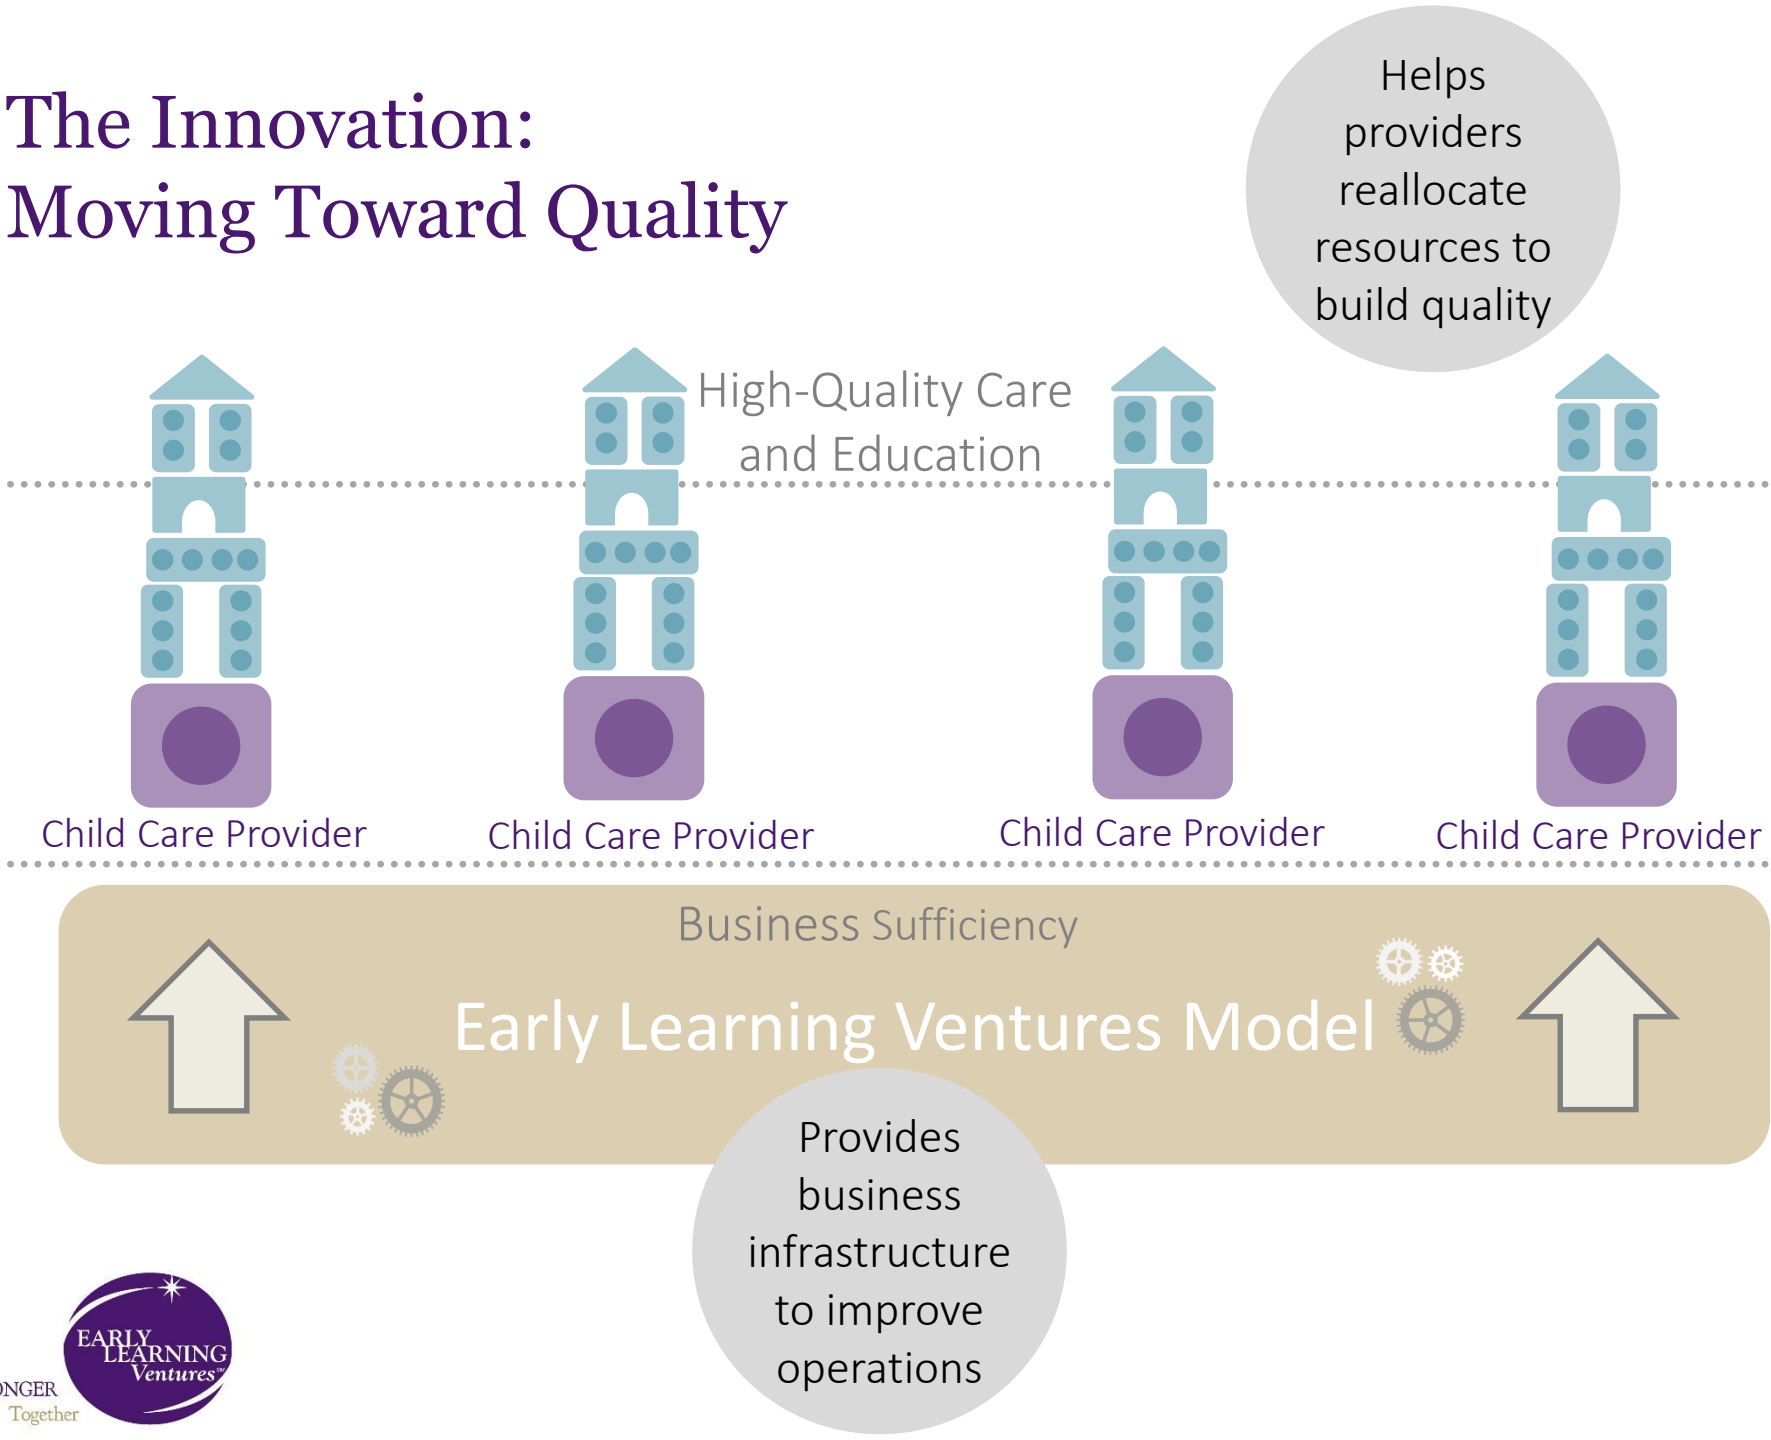 The Innovation:
Moving Toward Quality
Helps
providers
reallocate
resources to
build quality
High-Quality Care
and Education
Child Care Provider
Child Care Provider
Child Care Provider
Child Care Provider
Business Sufficiency
Early Learning Ventures Model
Provides
business
infrastructure
to improve
operations
EARLY
LEARNING
Ventures℠
Together